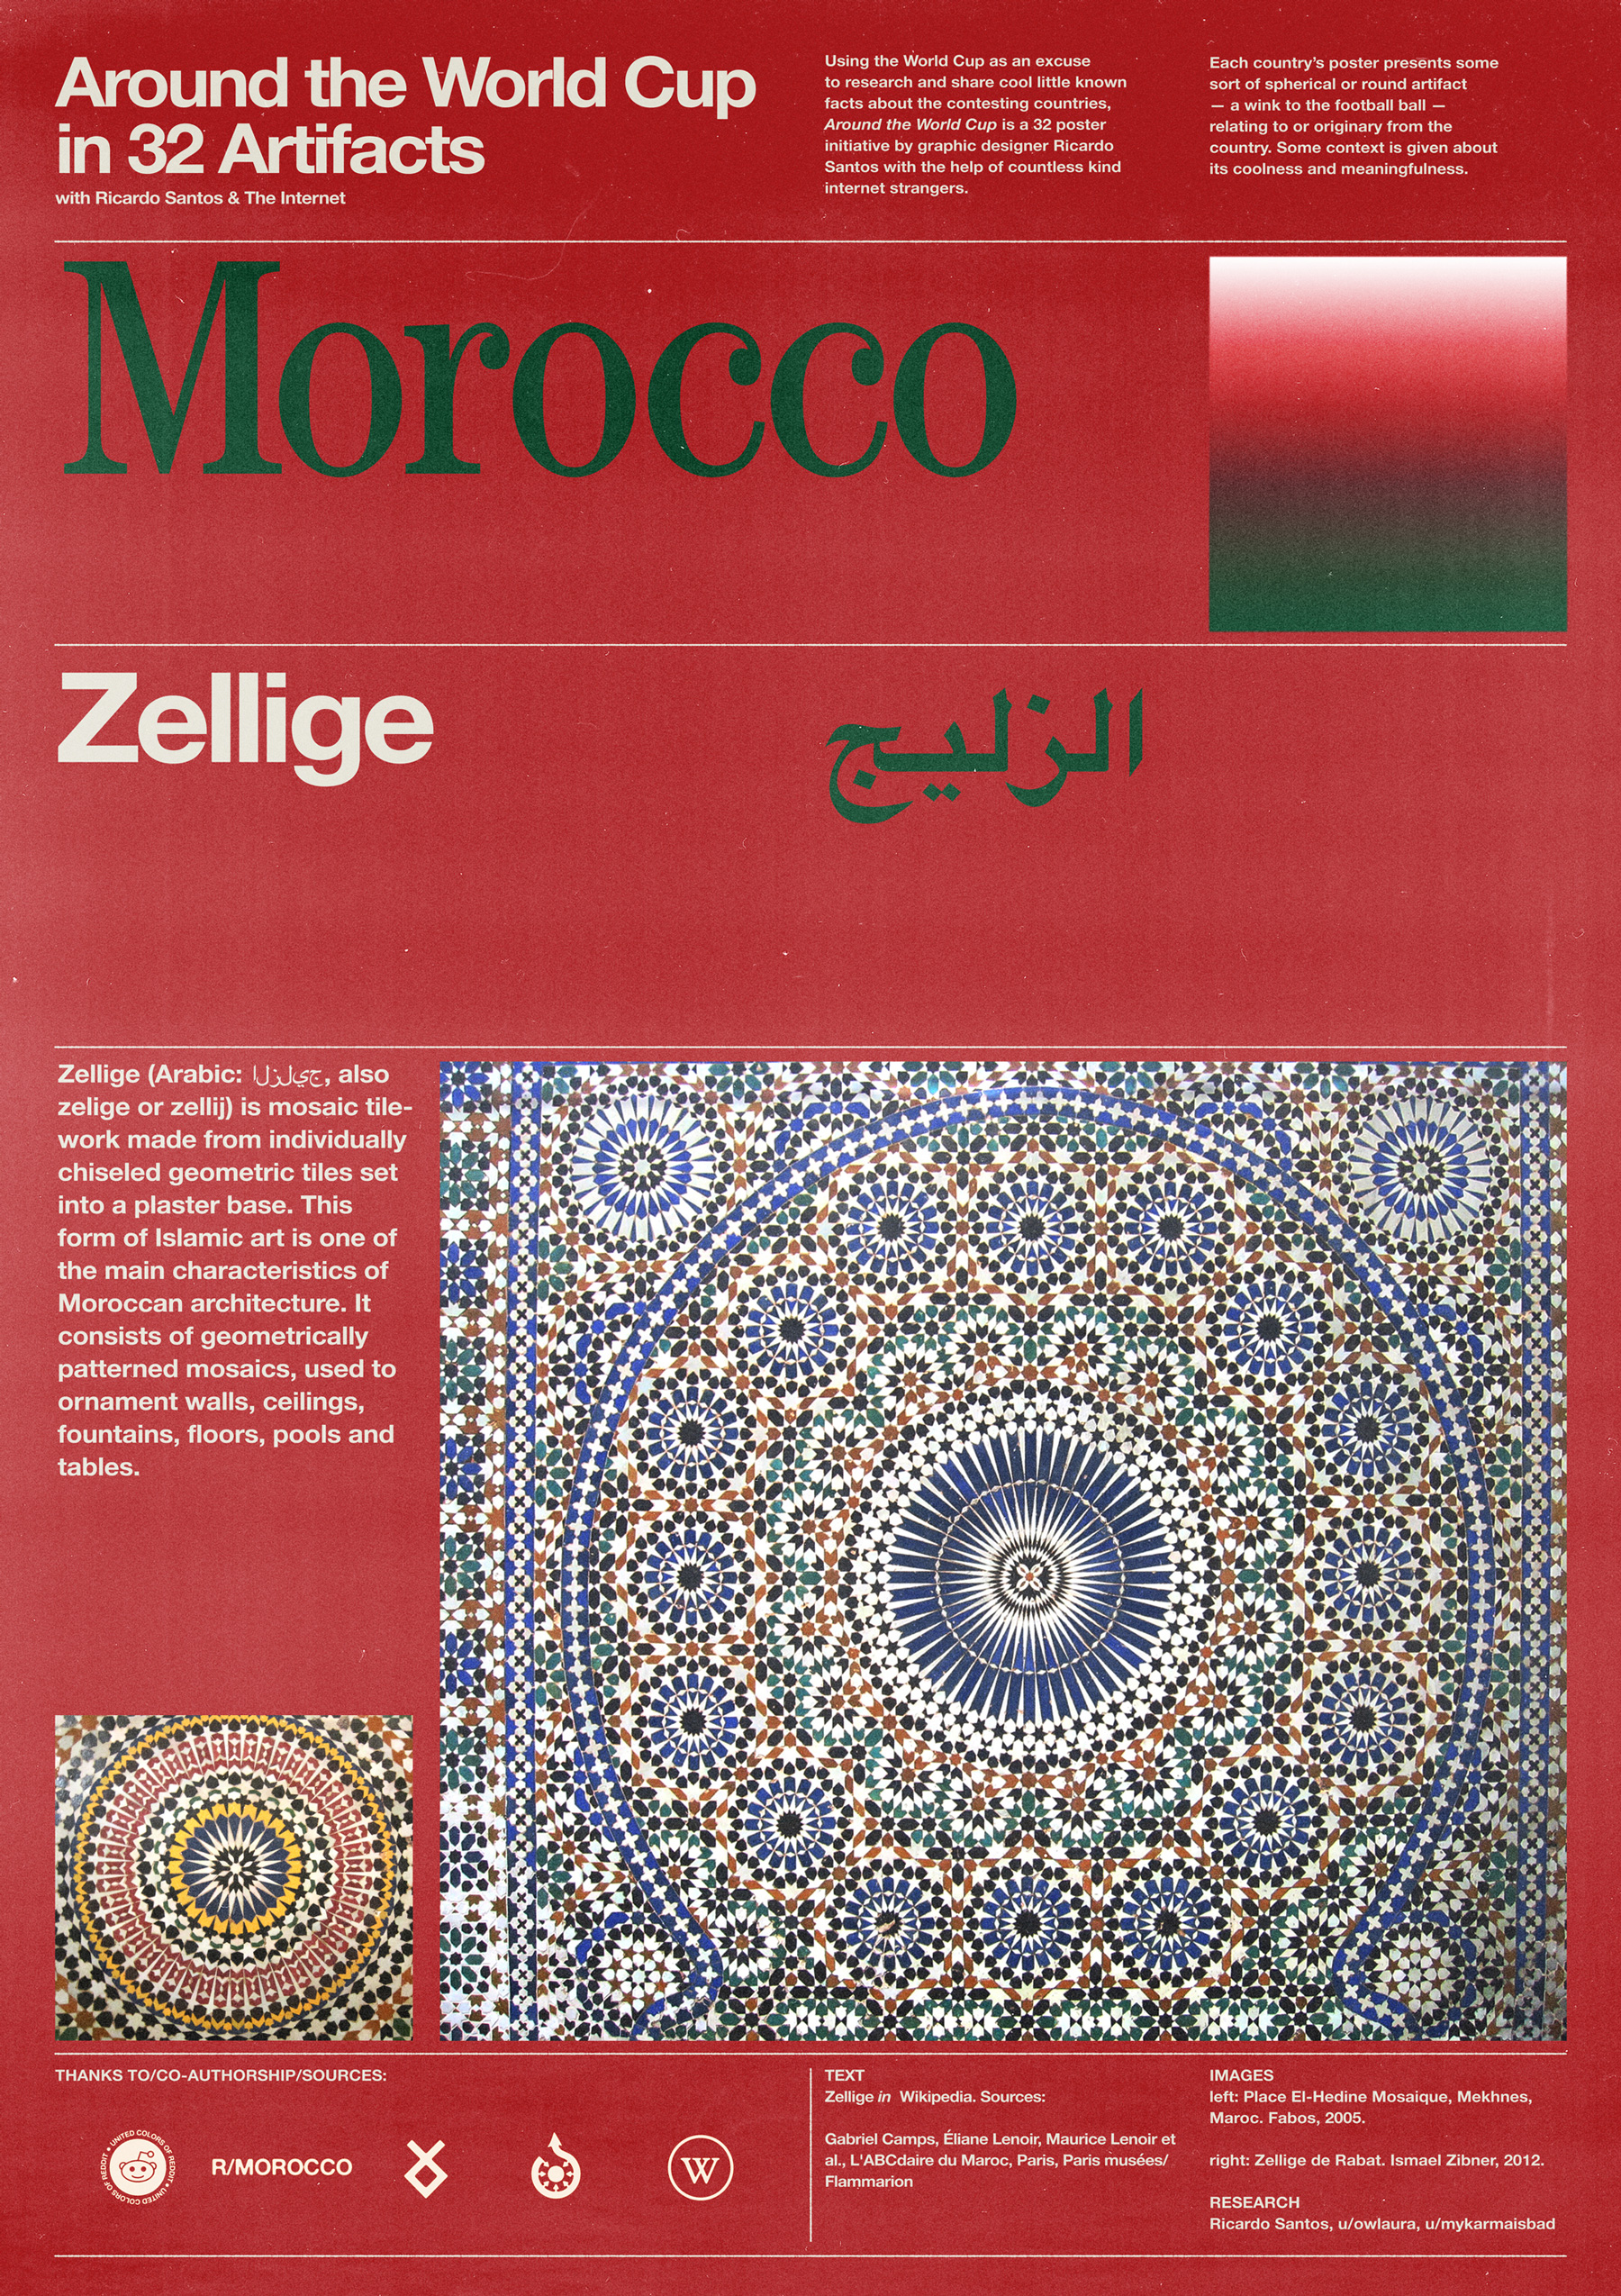 Around the World Cup
in 32 Artifacts
with Ricardo Santos & The Internet
Using the World Cup as an excuse
to research and share cool little known
facts about the contesting countries,
Around the World Cup is a 32 poster
initiative by graphic designer Ricardo
Santos with the help of countless kind
internet strangers.
Each country's poster presents some
sort of spherical or round artifact
— a wink to the football ball —
relating to or originary from the
country. Some context is given about
its coolness and meaningfulness.
Morocco
Zellige
الزليج
Zellige (Arabic: الزليج, also
zelige or zellij) is mosaic tile-
work made from individually
chiseled geometric tiles set
into a plaster base. This
form of Islamic art is one of
the main characteristics of
Moroccan architecture. It
consists of geometrically
patterned mosaics, used to
ornament walls, ceilings,
fountains, floors, pools and
tables.
THANKS TO/CO-AUTHORSHIP/SOURCES:
UNITED COLORS OF REDDIT • UNITED COLORS OF REDDIT •
R/MOROCCO
W
TEXT
Zellige in Wikipedia. Sources:
Gabriel Camps, Éliane Lenoir, Maurice Lenoir et
al., L'ABCdaire du Maroc, Paris, Paris musées/
Flammarion
IMAGES
left: Place El-Hedine Mosaique, Mekhnes,
Maroc. Fabos, 2005.
right: Zellige de Rabat. Ismael Zibner, 2012.
RESEARCH
Ricardo Santos, u/owlaura, u/mykarmaisbad